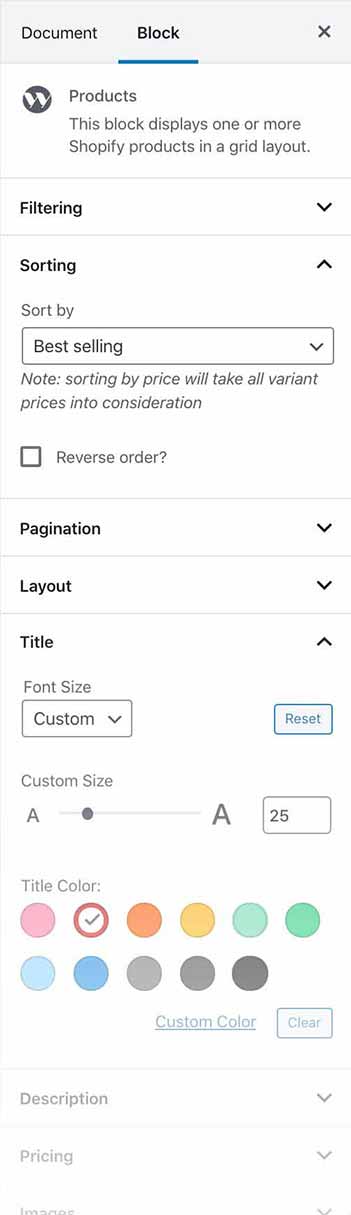 Document Block
Products
This block displays one or more
Shopify products in a grid layout.
Filtering
Sorting
Sort by
Best selling
Note: sorting by price will take all variant
prices into consideration
Reverse order?
Pagination
Layout
Title
Font Size
Custom Reset
Custom Size
A A 25
Title Color:
Custom Color Clear
Description
Pricing
Images